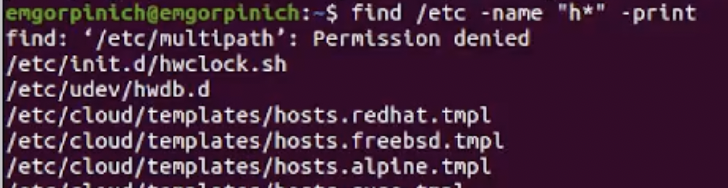 emgorpinich@emgorpinich:~$ find /etc -name "h*" -print
find: ‘/etc/multipath’: Permission denied
/etc/init.d/hwclock.sh
/etc/udev/hwdb.d
/etc/cloud/templates/hosts.redhat.tmpl
/etc/cloud/templates/hosts.freebsd.tmpl
/etc/cloud/templates/hosts.alpine.tmpl